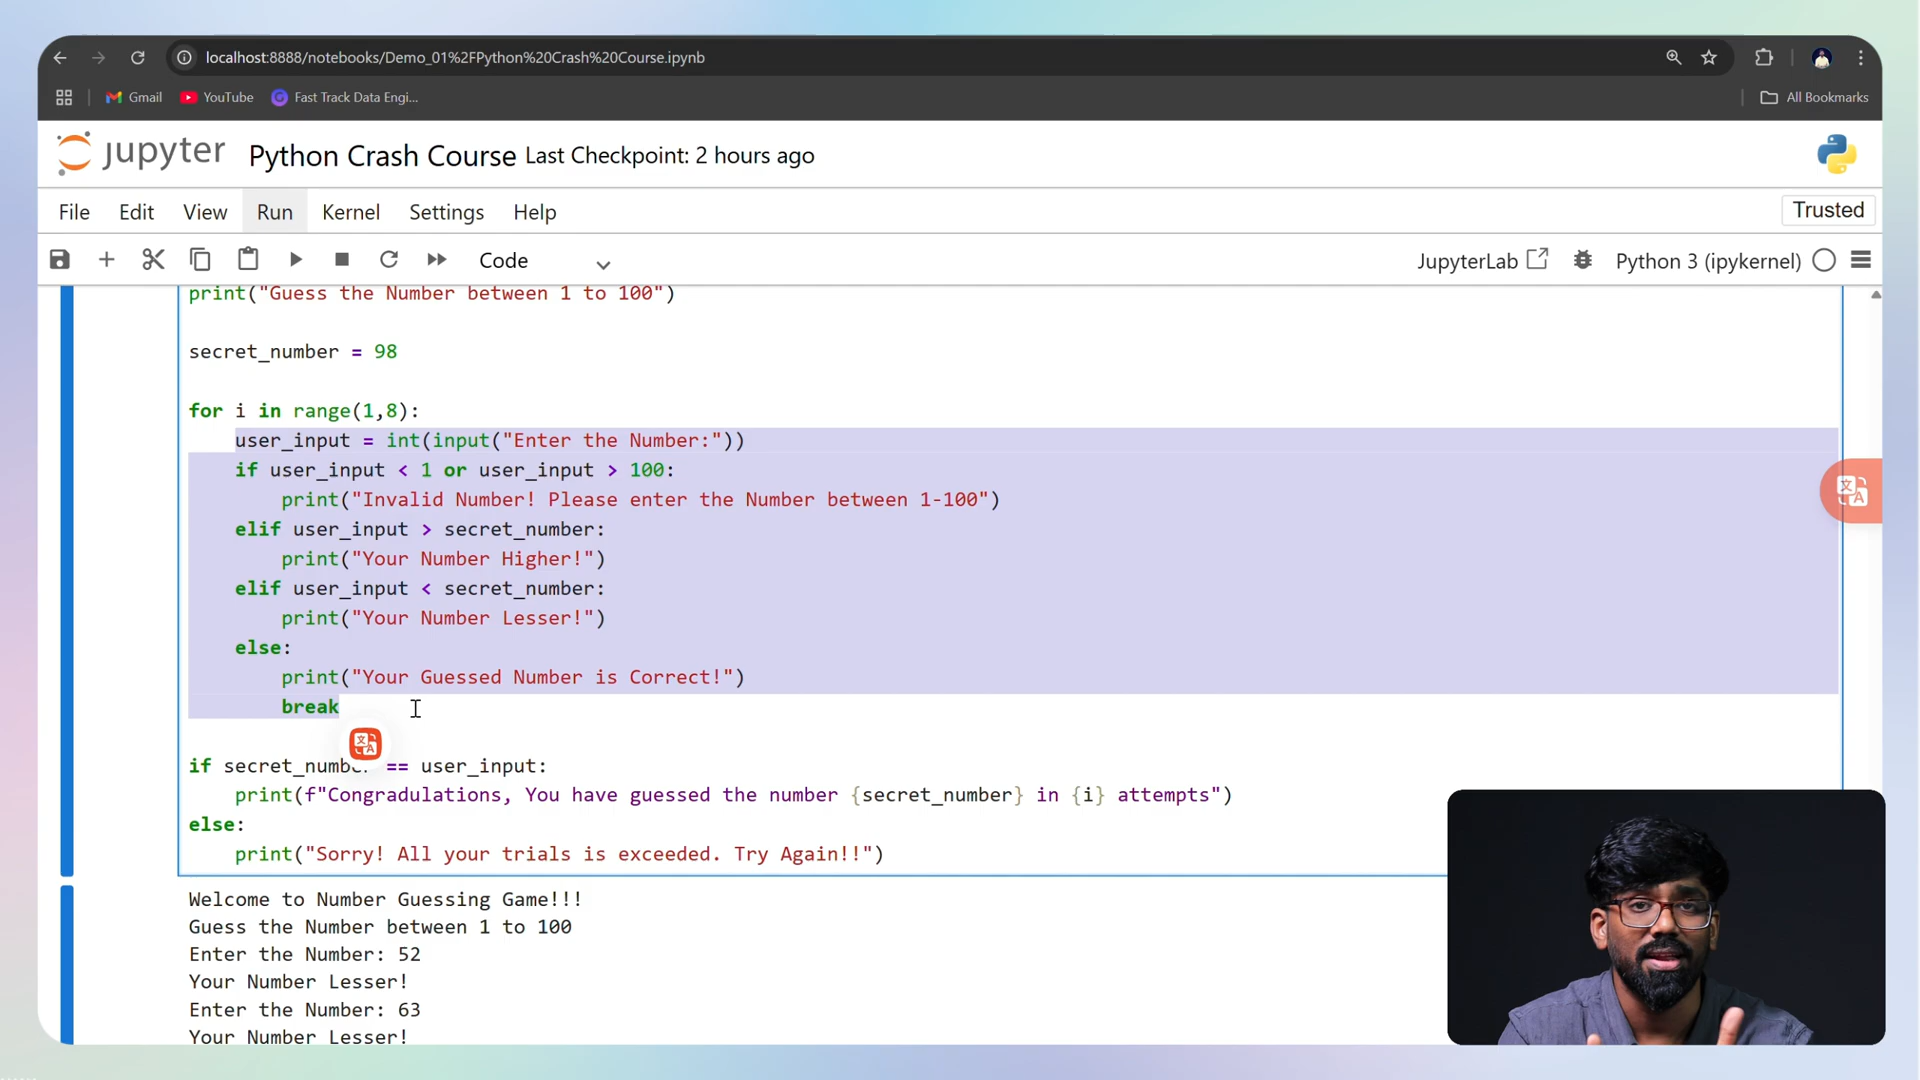 localhost:8888/notebooks/Demo_01%2FPython%20Crash%20Course.ipynb
Gmail YouTube Fast Track Data Engi... All Bookmarks
jupyter Python Crash Course Last Checkpoint: 2 hours ago
File Edit View Run Kernel Settings Help Trusted
Code JupyterLab Python 3 (ipykernel)
print("Guess the Number between 1 to 100")
secret_number = 98
for i in range(1,8):
    user_input = int(input("Enter the Number:"))
    if user_input < 1 or user_input > 100:
        print("Invalid Number! Please enter the Number between 1-100")
    elif user_input > secret_number:
        print("Your Number Higher!")
    elif user_input < secret_number:
        print("Your Number Lesser!")
    else:
        print("Your Guessed Number is Correct!")
        break
if secret_number == user_input:
    print(f"Congradulations, You have guessed the number {secret_number} in {i} attempts")
else:
    print("Sorry! All your trials is exceeded. Try Again!!")
Welcome to Number Guessing Game!!!
Guess the Number between 1 to 100
Enter the Number: 52
Your Number Lesser!
Enter the Number: 63
Your Number Lesser!